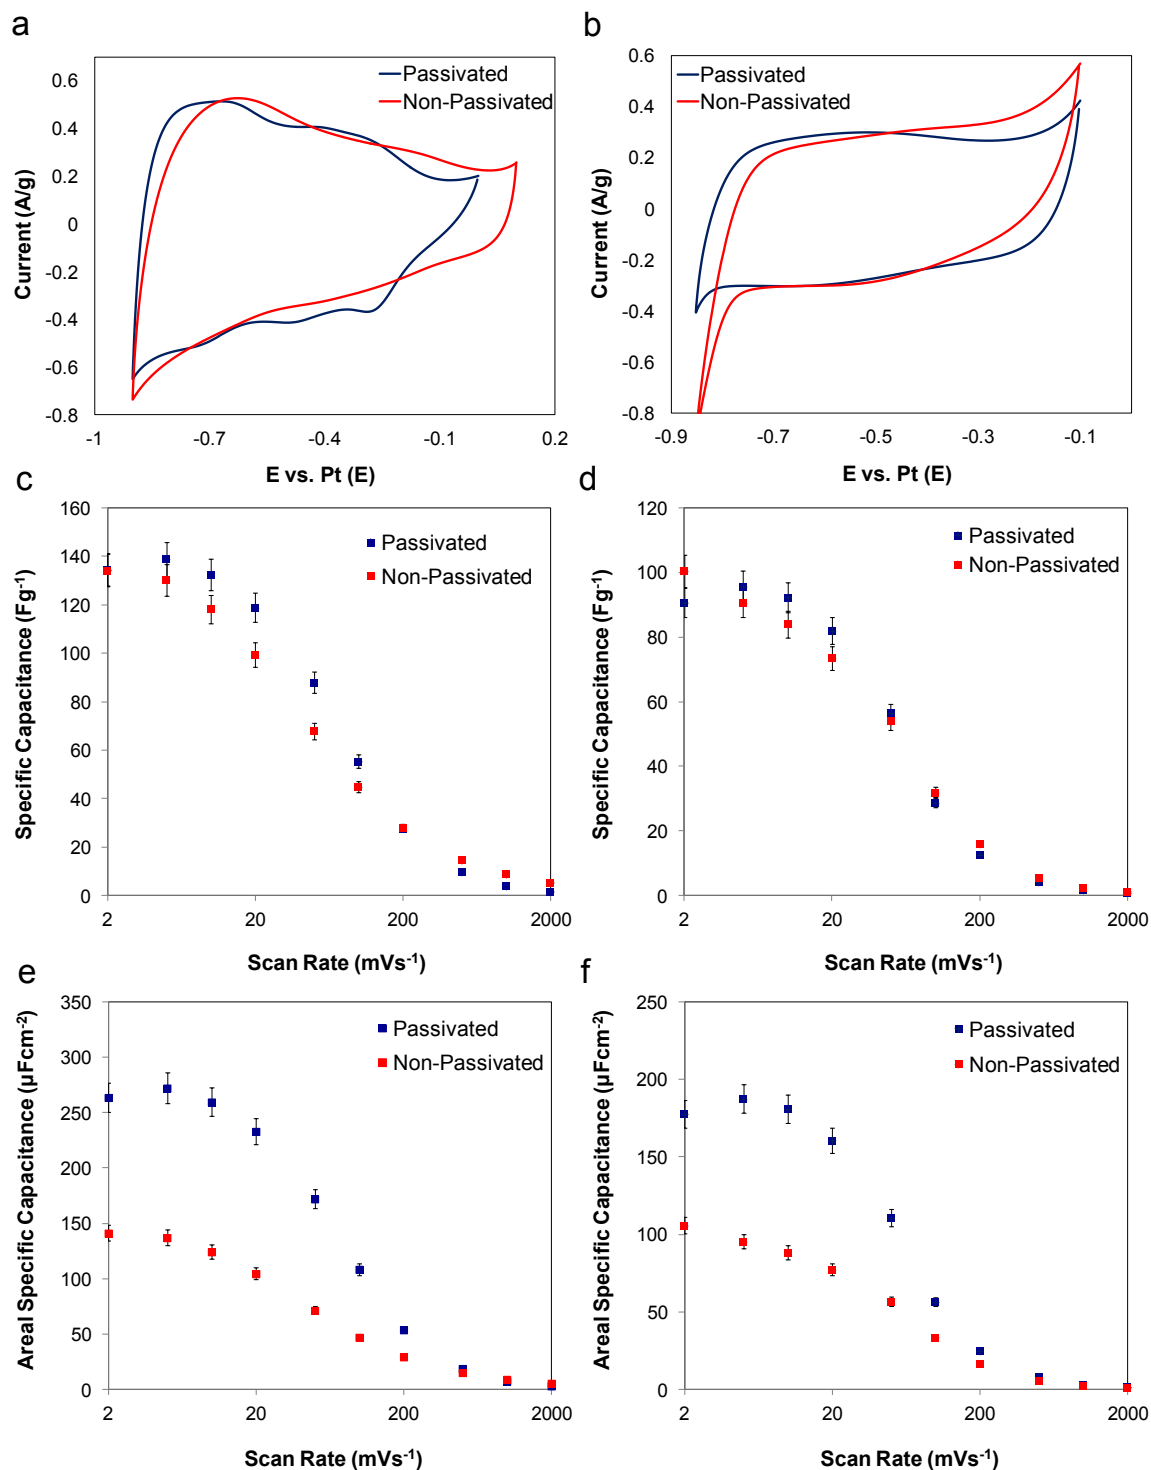 a
Passivated
Non-Passivated
0.6
0.4
0.2
0
-0.2
-0.4
-0.6
-0.8
Current (A/g)
-1
-0.7
-0.4
-0.1
0.2
E vs. Pt (E)
b
Passivated
Non-Passivated
0.6
0.4
0.2
0
-0.2
-0.4
-0.6
-0.8
Current (A/g)
-0.9
-0.7
-0.5
-0.3
-0.1
E vs. Pt (E)
c
Passivated
Non-Passivated
160
140
120
100
80
60
40
20
0
Specific Capacitance (Fg⁻¹)
2
20
200
2000
Scan Rate (mVs⁻¹)
d
Passivated
Non-Passivated
120
100
80
60
40
20
0
Specific Capacitance (Fg⁻¹)
2
20
200
2000
Scan Rate (mVs⁻¹)
e
Passivated
Non-Passivated
350
300
250
200
150
100
50
0
Areal Specific Capacitance (µFcm⁻²)
2
20
200
2000
Scan Rate (mVs⁻¹)
f
Passivated
Non-Passivated
250
200
150
100
50
0
Areal Specific Capacitance (µFcm⁻²)
2
20
200
2000
Scan Rate (mVs⁻¹)